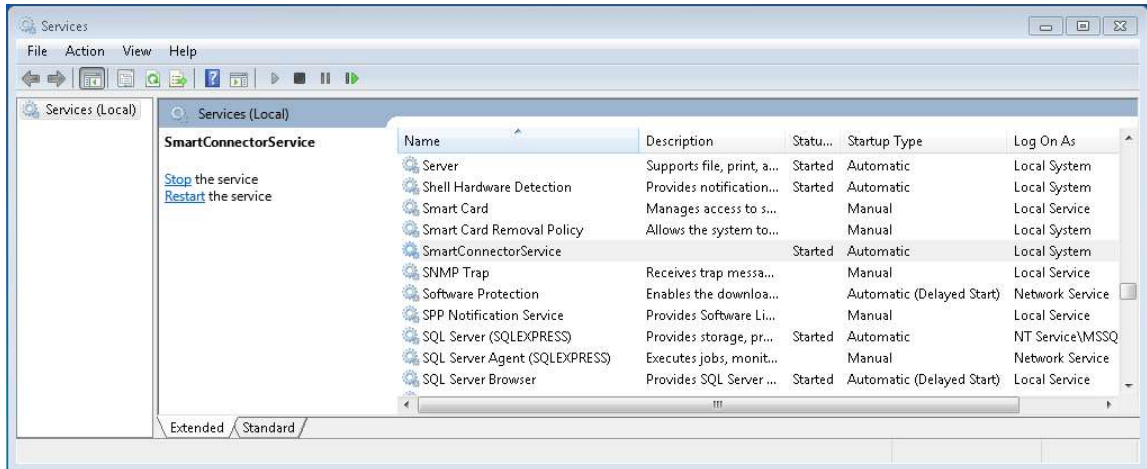 Services
File Action View Help
Services (Local)
Services (Local)
SmartConnectorService
Stop the service
Restart the service
Name Description Statu... Startup Type Log On As
Server Supports file, print, a... Started Automatic Local System
Shell Hardware Detection Provides notification... Started Automatic Local System
Smart Card Manages access to s... Manual Local Service
Smart Card Removal Policy Allows the system to... Manual Local Service
SmartConnectorService Started Automatic Local System
SNMP Trap Receives trap messa... Manual Local Service
Software Protection Enables the downloa... Automatic (Delayed Start) Network Service
SPP Notification Service Provides Software Li... Manual Local Service
SQL Server (SQLEXPRESS) Provides storage, pr... Started Automatic NT Service\MSSQ
SQL Server Agent (SQLEXPRESS) Executes jobs, monit... Manual Network Service
SQL Server Browser Provides SQL Server ... Started Automatic (Delayed Start) Local Service
Extended Standard